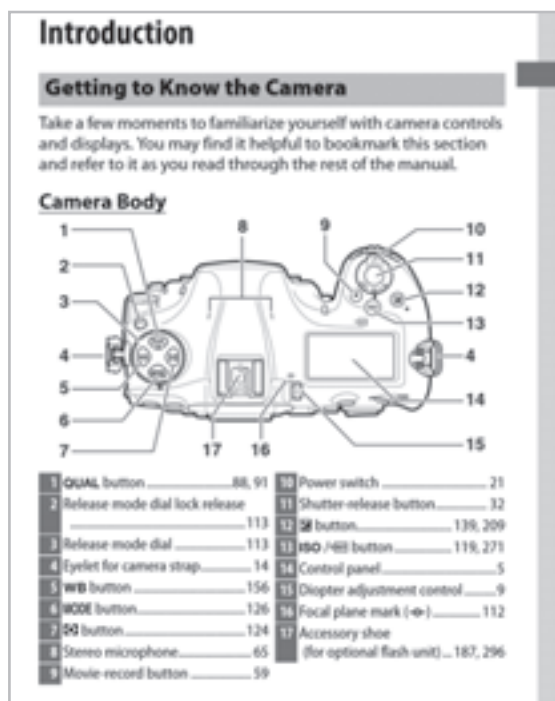 Introduction
Getting to Know the Camera
Take a few moments to familiarize yourself with camera controls
and displays. You may find it helpful to bookmark this section
and refer to it as you read through the rest of the manual.
Camera Body
1
2
3
4
5
6
7
8
9
10
11
12
13
4
14
15
16
17
1 QUAL button 88, 91
2 Release mode dial lock release
113
3 Release mode dial 113
4 Eyelet for camera strap 14
5 WB button 156
6 MODE button 126
7 button 124
8 Stereo microphone 65
9 Movie-record button 59
10 Power switch 21
11 Shutter-release button 32
12 button 139, 209
13 ISO / button 119, 271
14 Control panel 5
15 Diopter adjustment control 9
16 Focal plane mark 112
17 Accessory shoe
(for optional flash unit) 187, 296